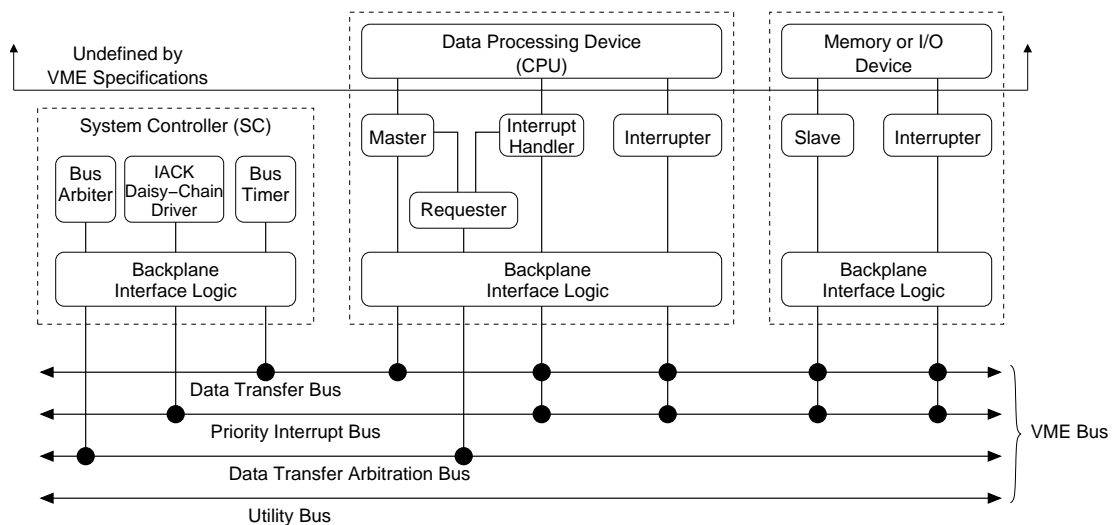 Undefined by
VME Specifications
Data Processing Device
(CPU)
Memory or I/O
Device
System Controller (SC)
Master
Interrupt
Handler
Interrupter
Slave
Interrupter
Bus
Arbiter
IACK
Daisy−Chain
Driver
Bus
Timer
Requester
Backplane
Interface Logic
Backplane
Interface Logic
Backplane
Interface Logic
Data Transfer Bus
Priority Interrupt Bus
Data Transfer Arbitration Bus
Utility Bus
VME Bus